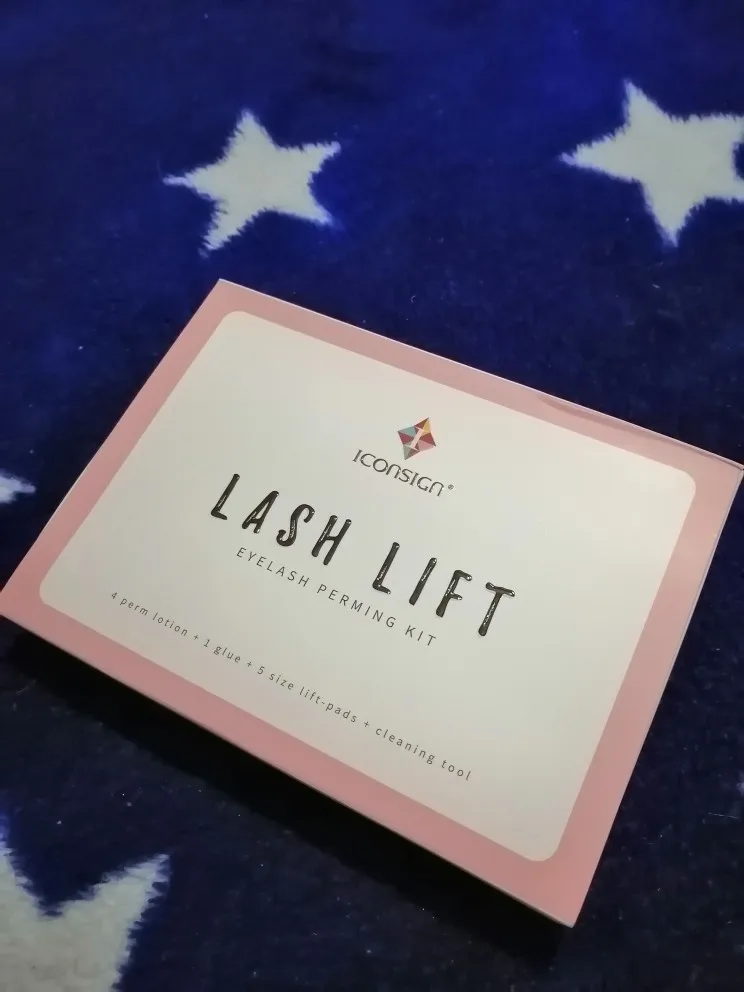 ICONSIGN®
LASH LIFT
EYELASH PERMING KIT
4 perm lotion + 1 glue + 5 size lift-pads + cleaning tool